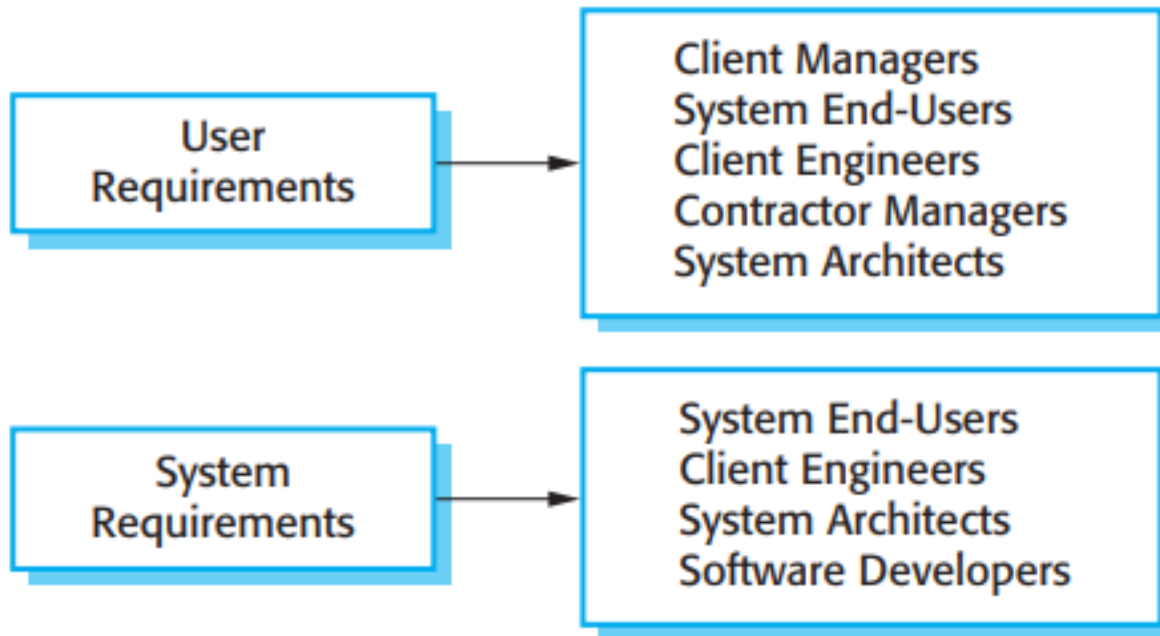 User
Requirements
Client Managers
System End-Users
Client Engineers
Contractor Managers
System Architects
System
Requirements
System End-Users
Client Engineers
System Architects
Software Developers